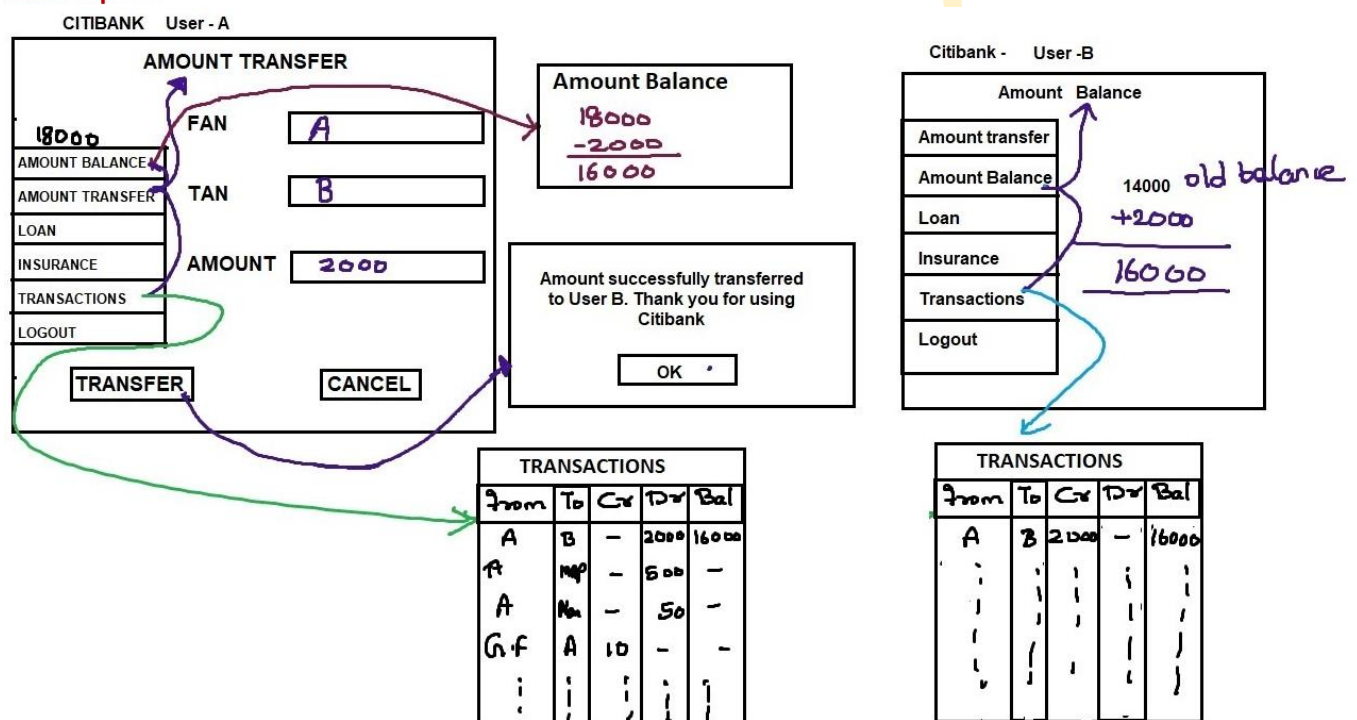 CITIBANK User - A
AMOUNT TRANSFER
18000
AMOUNT BALANCE
AMOUNT TRANSFER
LOAN
INSURANCE
TRANSACTIONS
LOGOUT
FAN A
TAN B
AMOUNT 2000
TRANSFER CANCEL
Amount Balance
18000
-2000
16000
Amount successfully transferred
to User B. Thank you for using
Citibank
OK
Citibank - User -B
Amount Balance
Amount transfer
Amount Balance
Loan
Insurance
Transactions
Logout
14000 old balance
+2000
16000
TRANSACTIONS
From To Cr Dr Bal
A B - 2000 16000
A - 500 -
A - 50 -
G.f A 10 - -
TRANSACTIONS
From To Cr Dr Bal
A B 2000 - 16000